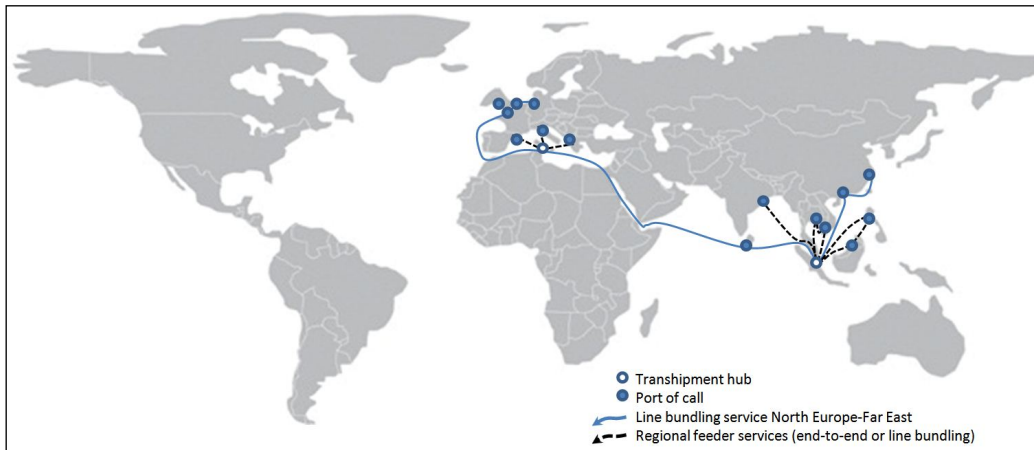 Transhipment hub
Port of call
Line bundling service North Europe-Far East
Regional feeder services (end-to-end or line bundling)